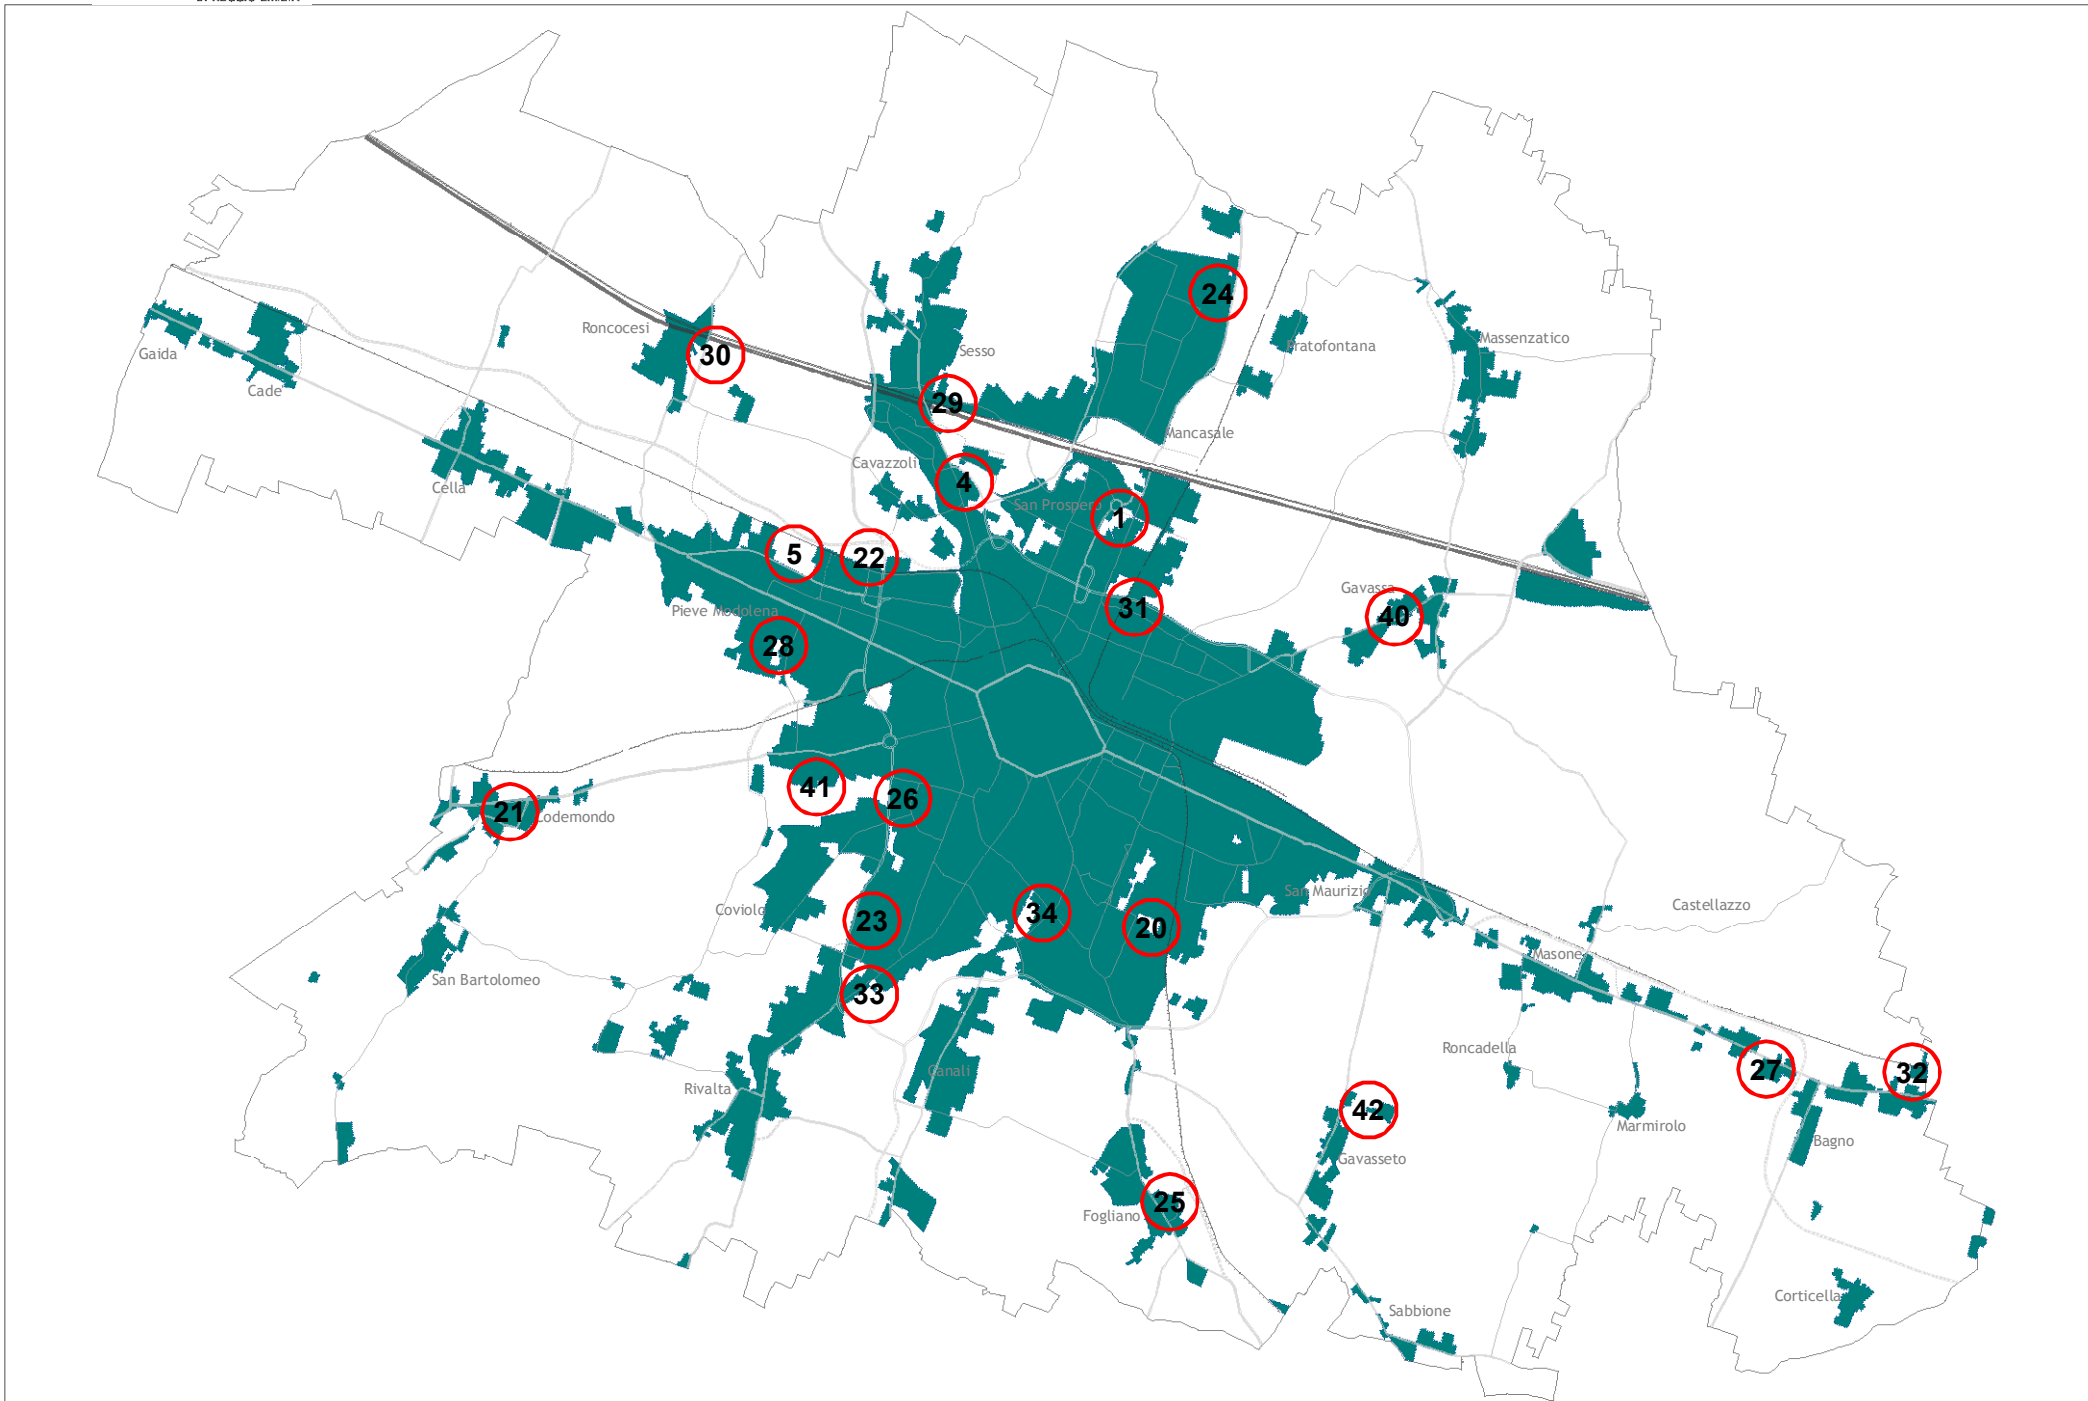 24
Roncocesi
Pratofontana
Massenzatico
Gaida
30
Sesso
Cade
29
Mancasale
Cavazzoli
4
Cella
San Prospero
1
5
22
Gavassa
Pieve Modolena
31
40
28
41
26
21
Codemondo
San Maurizio
Coviolo
23
34
20
Castellazzo
San Bartolomeo
Masone
33
Roncadella
Canali
27
32
Rivalta
42
Marmirolo
Bagno
Gavasseto
25
Fogliano
Corticella
Sabbione